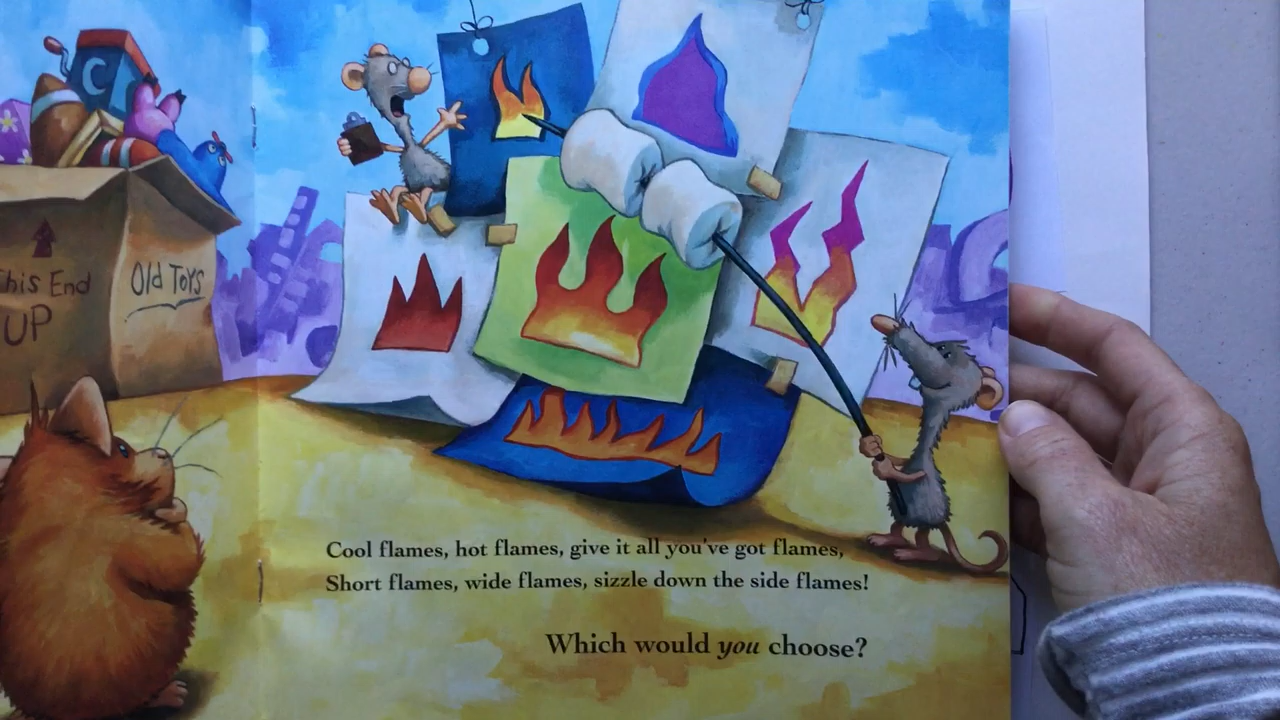 C
This End
UP
Old Toys
Cool flames, hot flames, give it all you've got flames,
Short flames, wide flames, sizzle down the side flames!
Which would you choose?